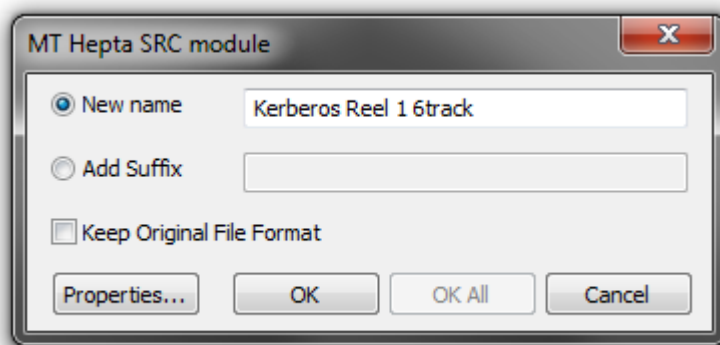 MT Hepta SRC module
New name Kerberos Reel 1 6track
Add Suffix
Keep Original File Format
Properties... OK OK All Cancel